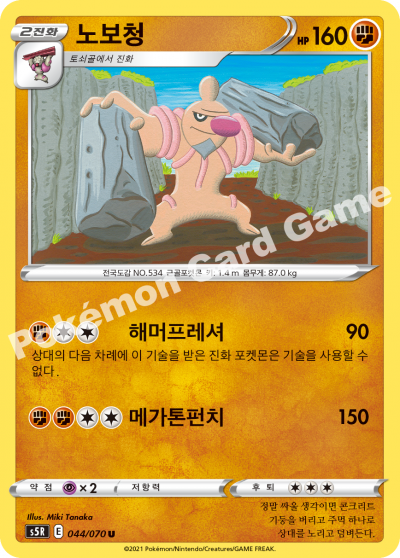 2진화 노보청 HP 160
토쇠골에서 진화
전국도감 NO.534 근골포켓몬 키: 1.4 m 몸무게: 87.0 kg
Pokémon Card Game
해머프레셔 90
상대의 다음 차례에 이 기술을 받은 진화 포켓몬은 기술을 사용할 수
없다.
메가톤펀치 150
약점 ×2 저항력 후퇴
Illus. Miki Tanaka
s5R E 044/070 U
정말 싸울 생각이면 콘크리트
기둥을 버리고 주먹 하나로
상대를 노리고 덤벼든다.
©2021 Pokémon/Nintendo/Creatures/GAME FREAK.